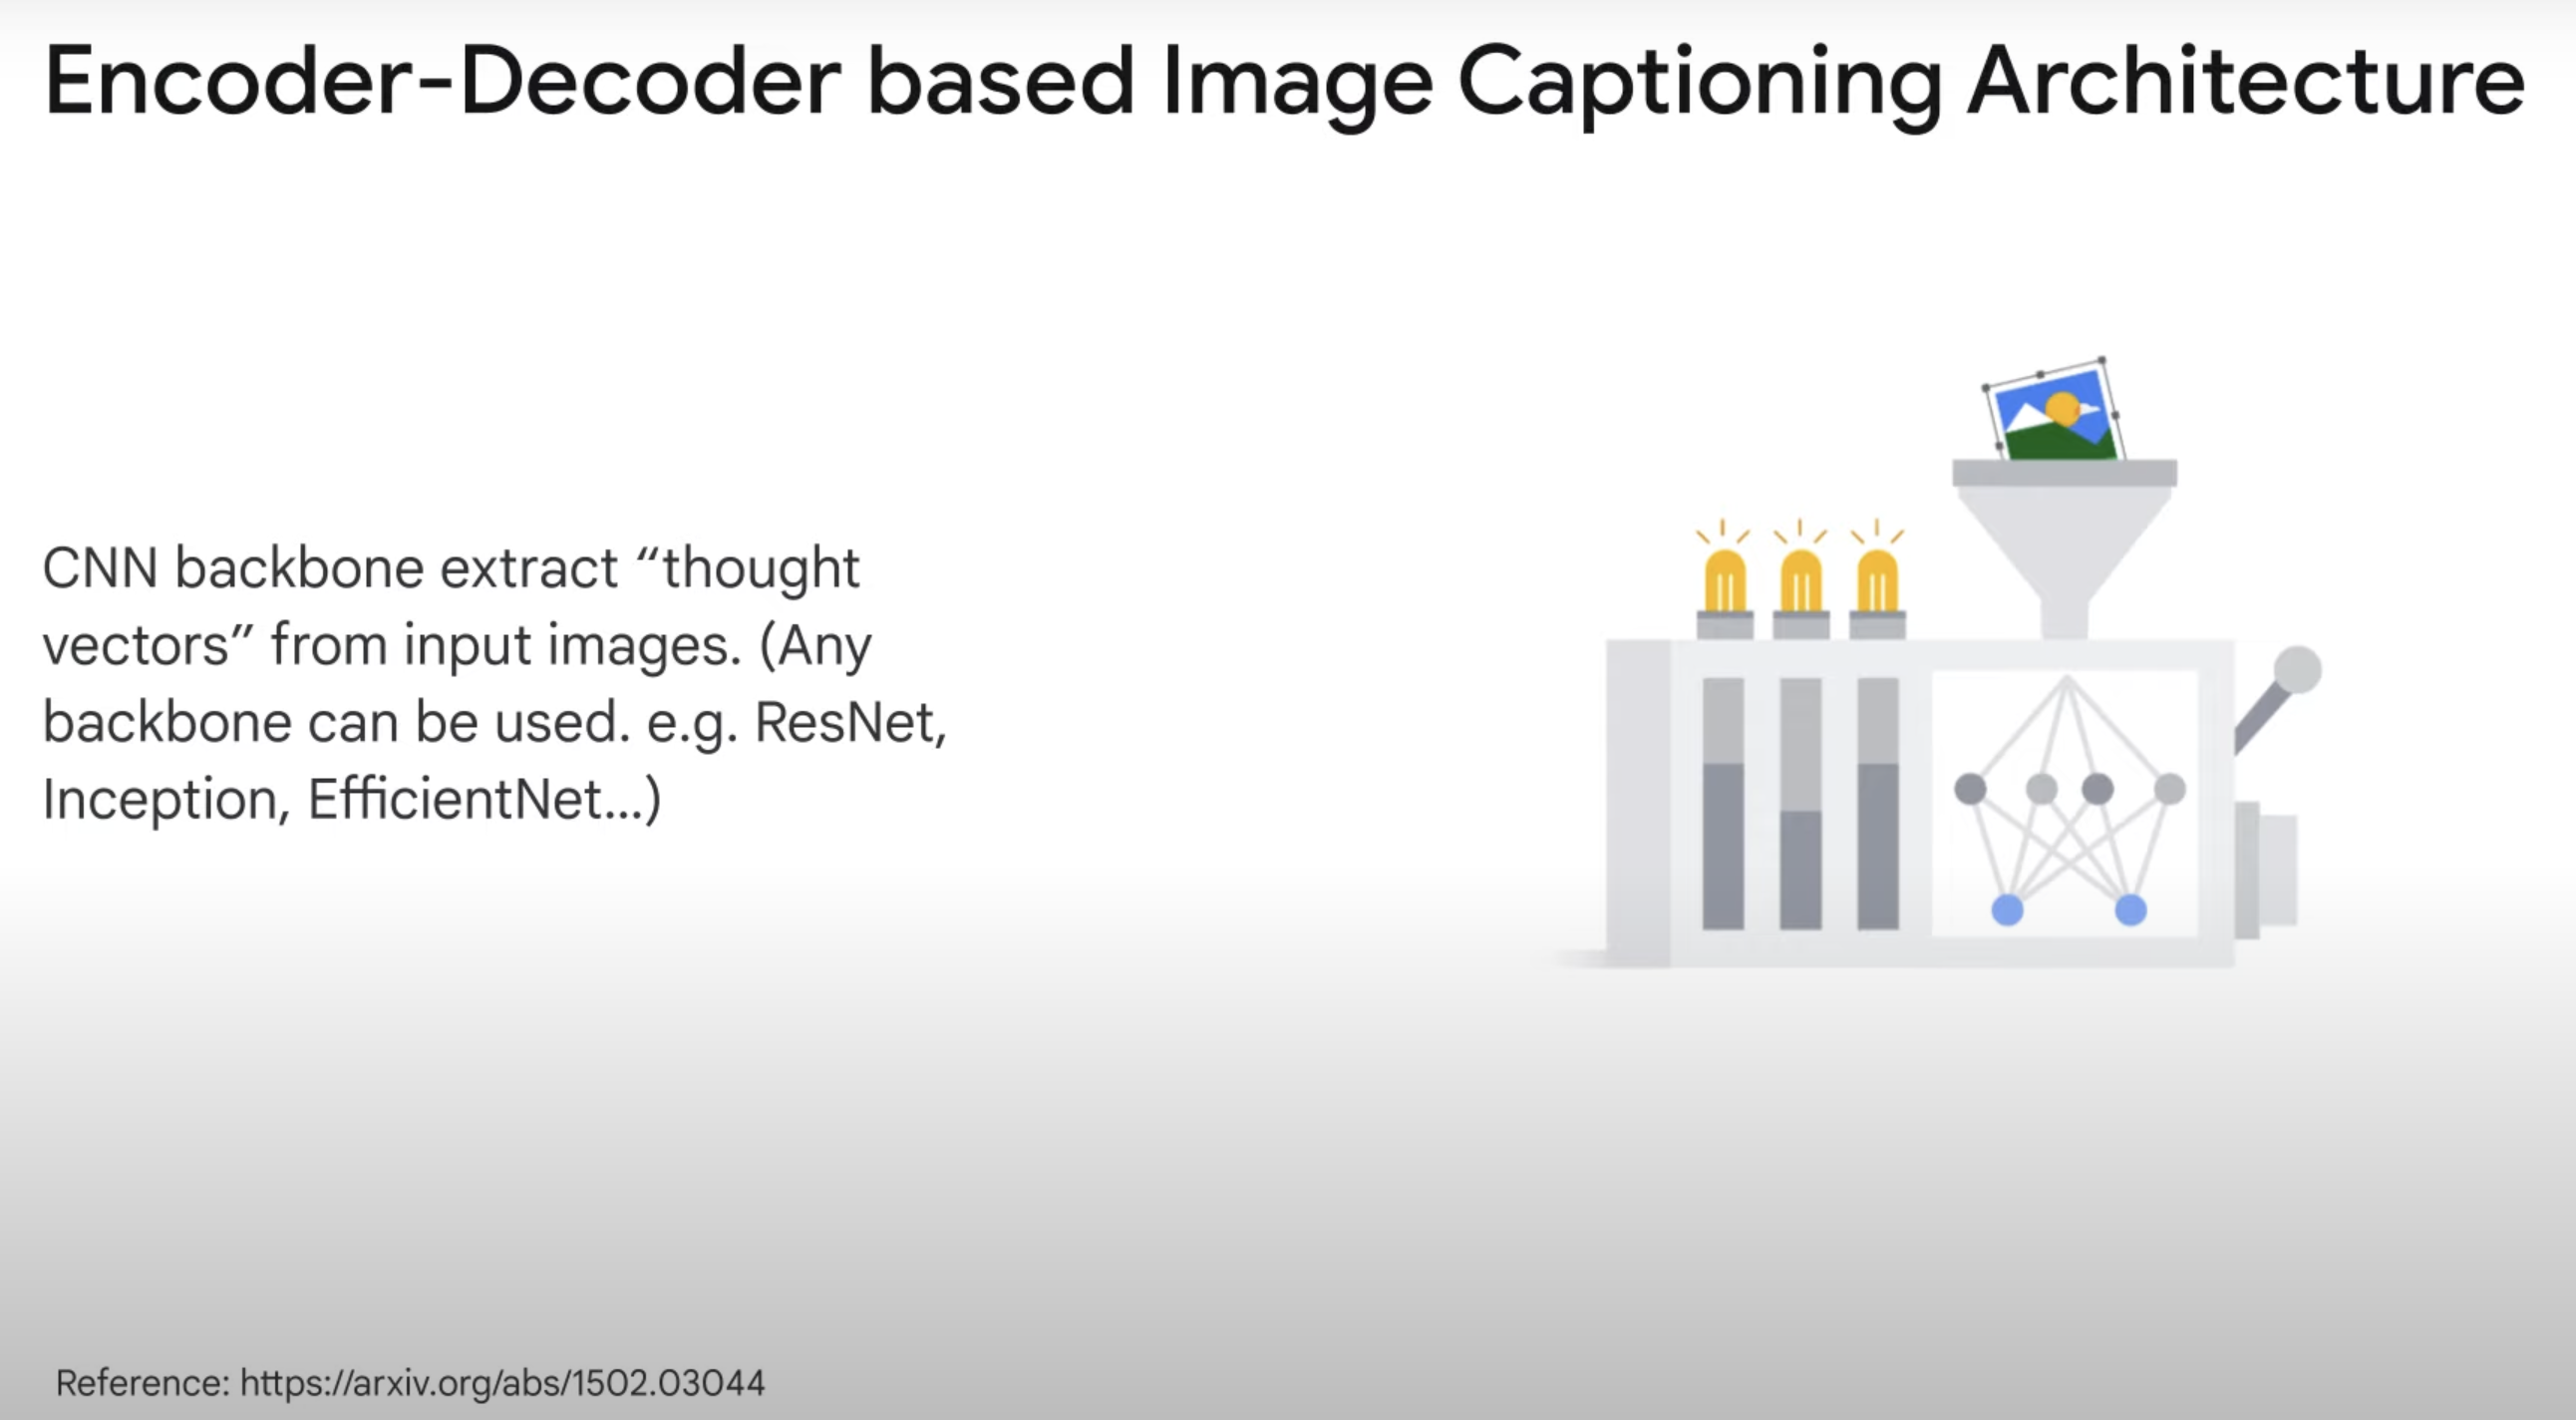 Encoder-Decoder based Image Captioning Architecture
CNN backbone extract “thought
vectors” from input images. (Any
backbone can be used. e.g. ResNet,
Inception, EfficientNet...)
Reference: https://arxiv.org/abs/1502.03044